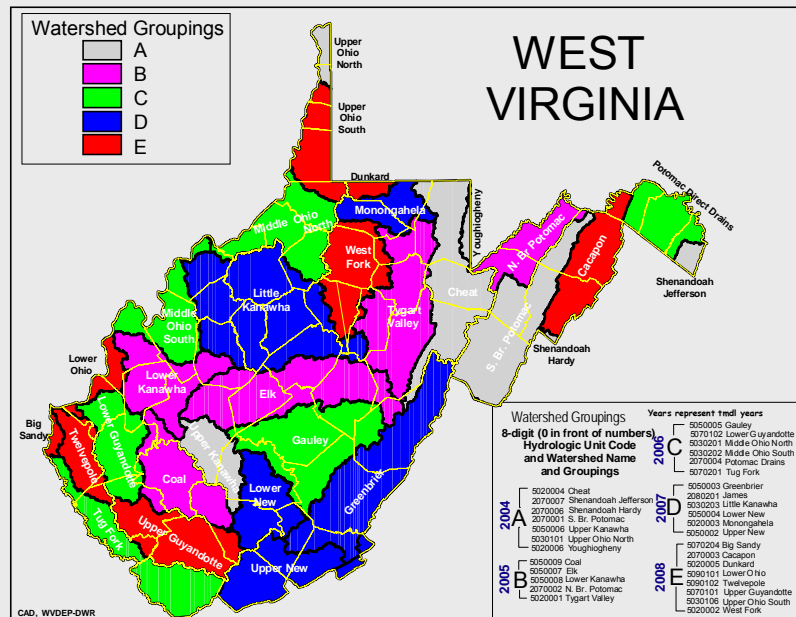 Watershed Groupings
A
B
C
D
E
WEST
VIRGINIA
Upper
Ohio
North
Upper
Ohio
South
Dunkard
Monongahela
Youghiogheny
Potomac Direct Drains
N. Br. Potomac
Middle Ohio
North
West
Fork
Cacapon
Shenandoah
Jefferson
Cheat
Little
Kanawha
Tygart
Valley
S. Br. Potomac
Middle
Ohio
South
Shenandoah
Hardy
Lower
Ohio
Lower
Kanawha
Elk
Big
Sandy
Twelvepole
Lower Guyandotte
Upper Kanawha
Gauley
Coal
Lower
New
Greenbrier
Tug Fork
Upper Guyandotte
Upper New
CAD, WVDEP-DWR
Watershed Groupings
8-digit (0 in front of numbers)
Hydrologic Unit Code
and Watershed Name
and Groupings
2004
A
5020004 Cheat
2070007 Shenandoah Jefferson
2070006 Shenandoah Hardy
2070001 S. Br. Potomac
5050006 Upper Kanawha
5030101 Upper Ohio North
5020006 Youghiogheny
2005
B
5050009 Coal
5050007 Elk
5050008 Lower Kanawha
2070002 N. Br. Potomac
5020001 Tygart Valley
Years represent tmdl years
2006
C
5050005 Gauley
5070102 Lower Guyandotte
5030201 Middle Ohio North
5030202 Middle Ohio South
2070004 Potomac Drains
5070201 Tug Fork
2007
D
5050003 Greenbrier
2080201 James
5030203 Little Kanawha
5050004 Lower New
5020003 Monongahela
5050002 Upper New
2008
E
5070204 Big Sandy
2070003 Cacapon
5020005 Dunkard
5090101 Lower Ohio
5090102 Twelvepole
5070101 Upper Guyandotte
5030106 Upper Ohio South
5020002 West Fork